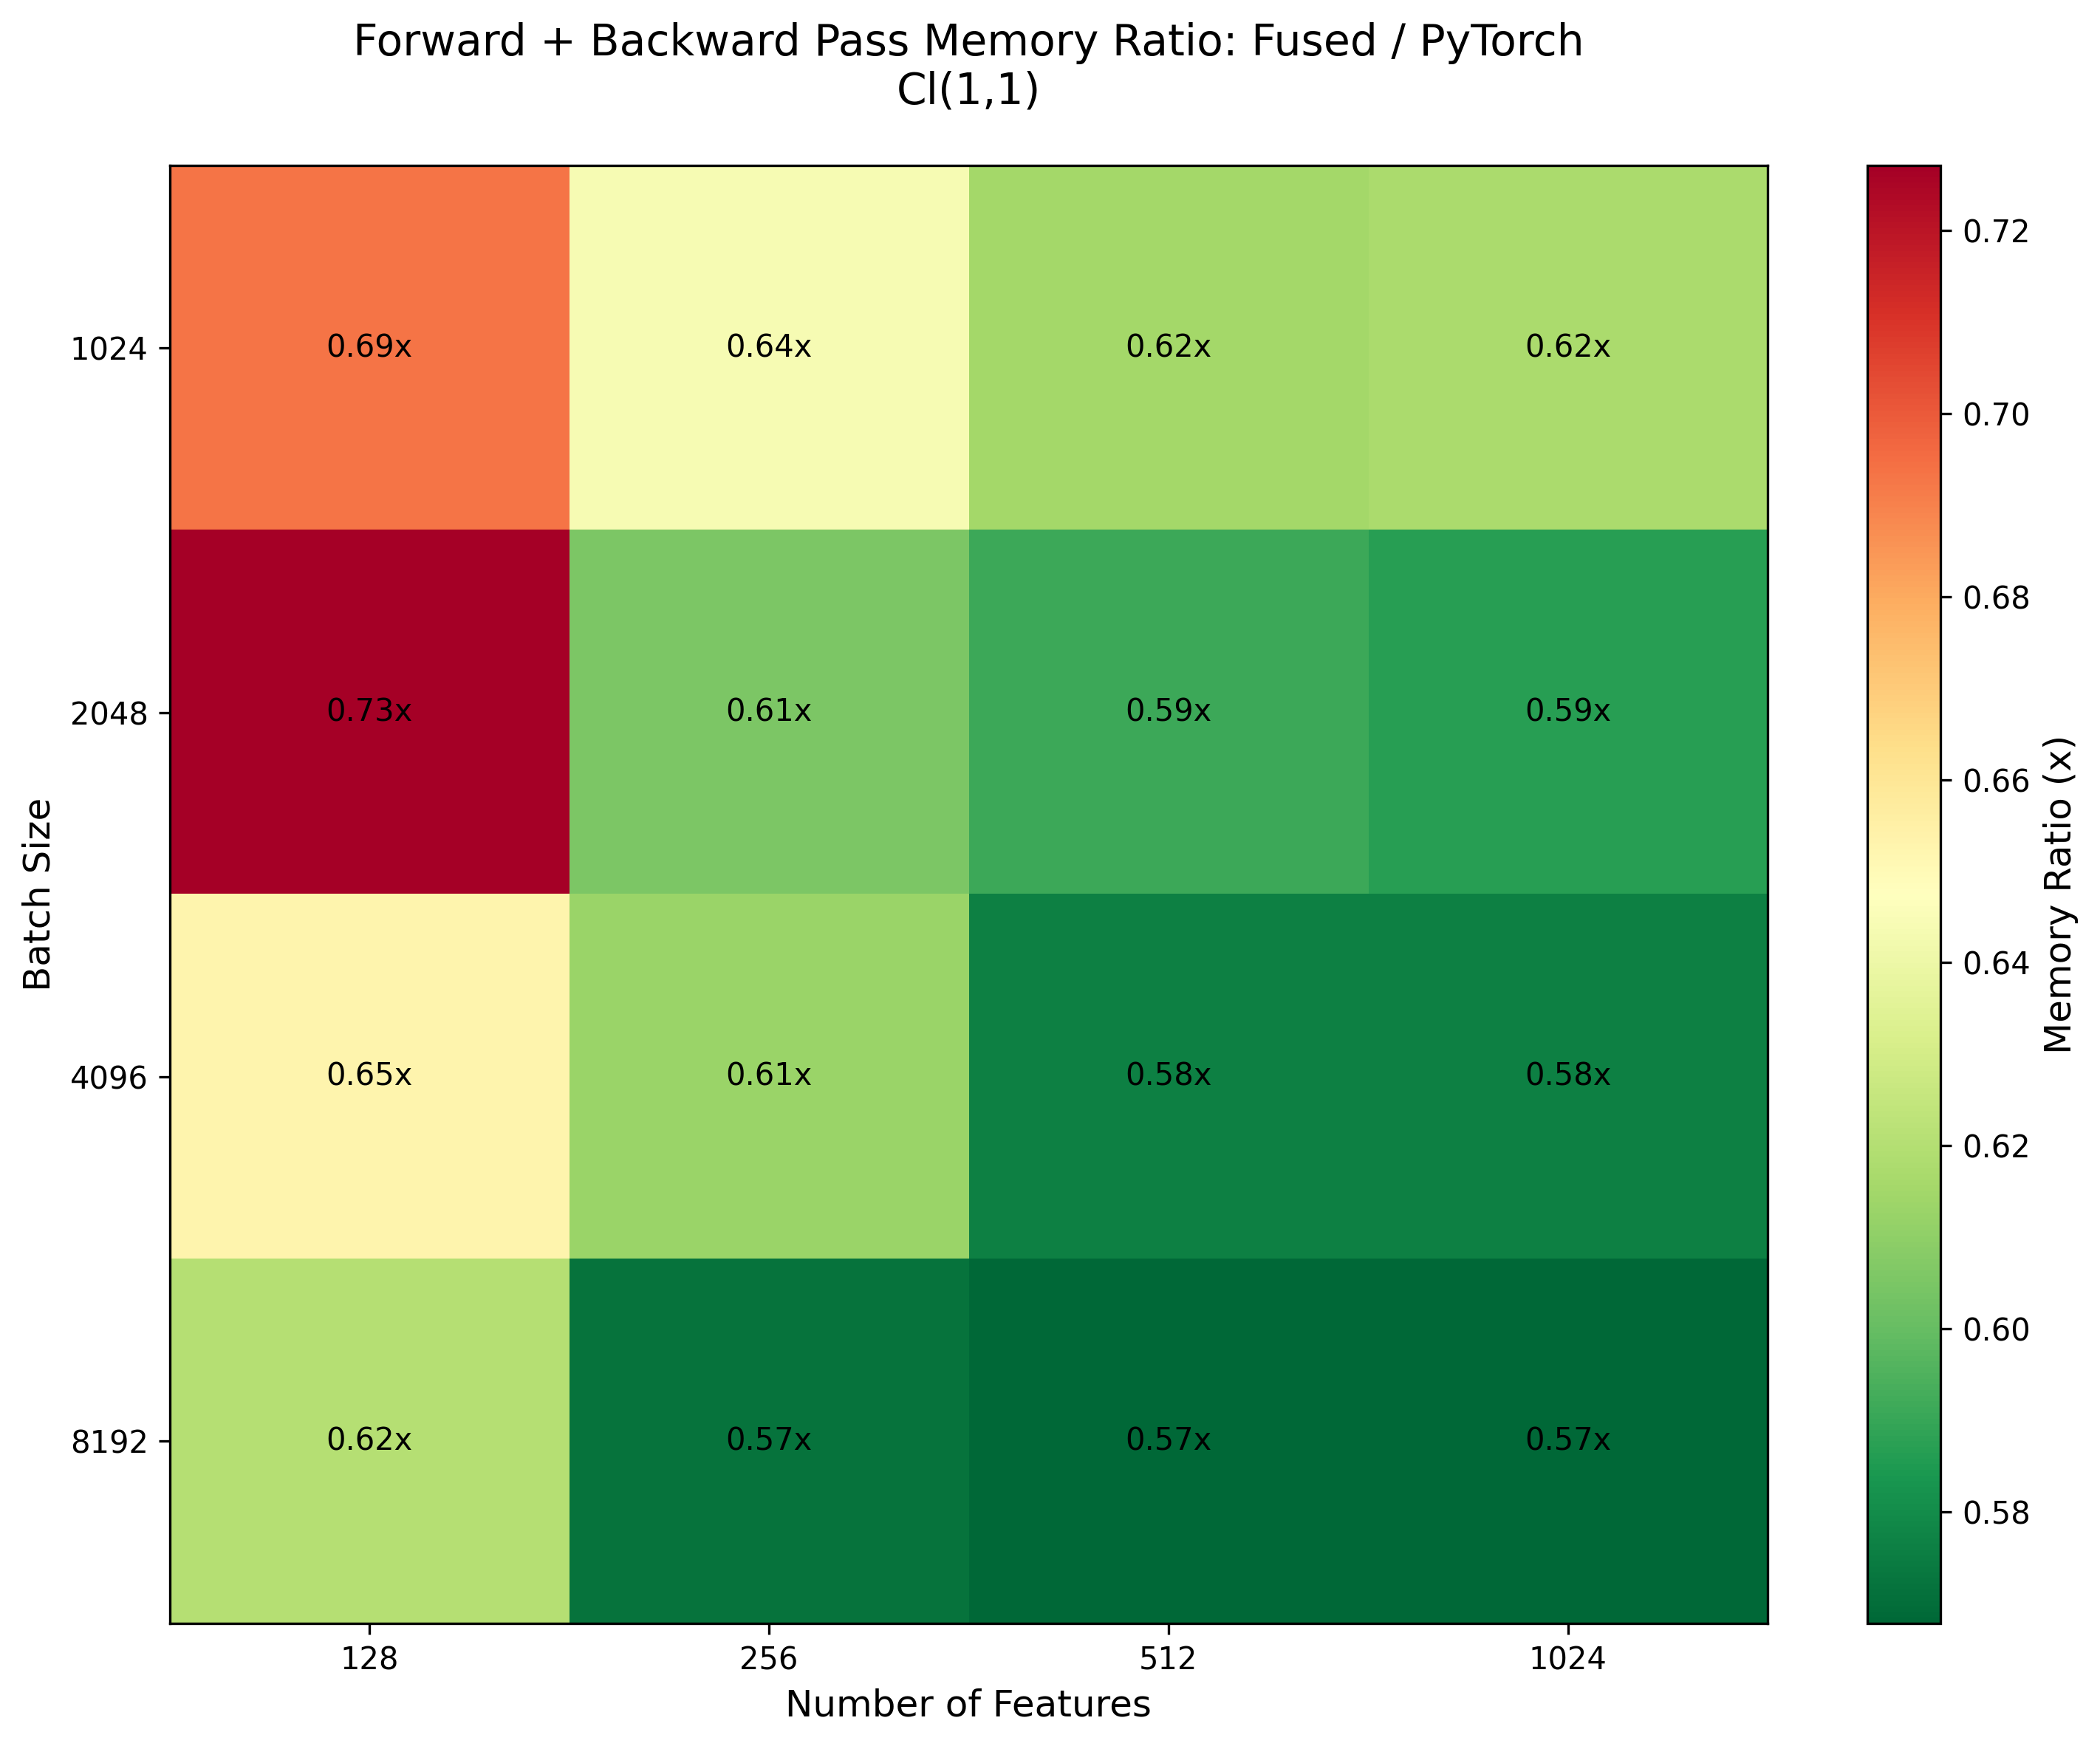 Forward + Backward Pass Memory Ratio: Fused / PyTorch
Cl(1,1)
Batch Size
1024
0.69x
0.64x
0.62x
0.62x
2048
0.73x
0.61x
0.59x
0.59x
4096
0.65x
0.61x
0.58x
0.58x
8192
0.62x
0.57x
0.57x
0.57x
128
256
512
1024
Number of Features
0.72
0.70
0.68
0.66
0.64
0.62
0.60
0.58
Memory Ratio (x)